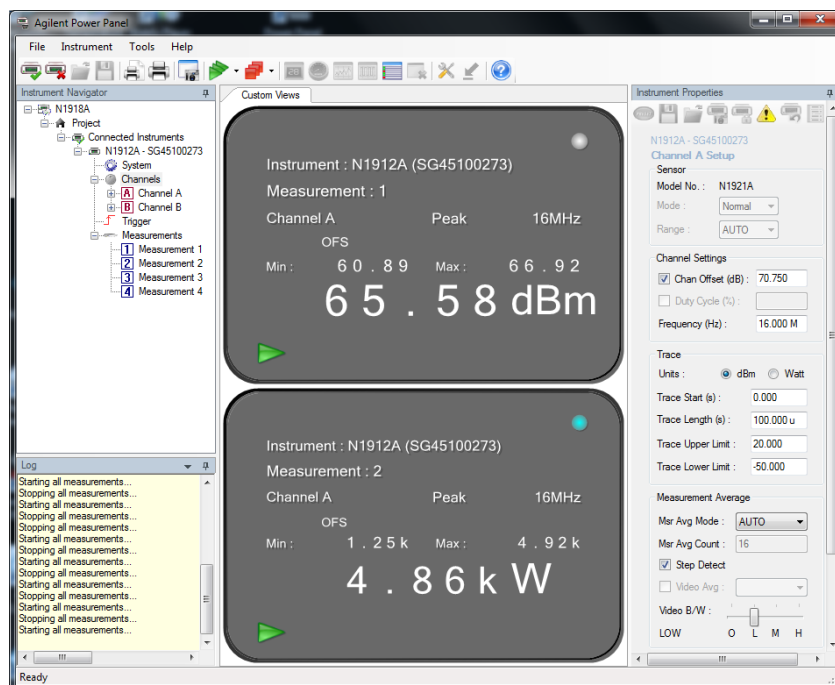 Agilent Power Panel
File Instrument Tools Help
Instrument Navigator
N1918A
Project
Connected Instruments
N1912A - SG45100273
System
Channels
A Channel A
B Channel B
Trigger
Measurements
1 Measurement 1
2 Measurement 2
3 Measurement 3
4 Measurement 4
Log
Starting all measurements...
Stopping all measurements...
Starting all measurements...
Stopping all measurements...
Stopping all measurements...
Starting all measurements...
Stopping all measurements...
Starting all measurements...
Stopping all measurements...
Starting all measurements...
Stopping all measurements...
Starting all measurements...
Stopping all measurements...
Starting all measurements...
Custom Views
Instrument : N1912A (SG45100273)
Measurement : 1
Channel A Peak 16MHz
OFS
Min : 60.89 Max : 66.92
65.58 dBm
Instrument : N1912A (SG45100273)
Measurement : 2
Channel A Peak 16MHz
OFS
Min : 1.25k Max : 4.92k
4.86k W
Instrument Properties
N1912A - SG45100273
Channel A Setup
Sensor
Model No. : N1921A
Mode : Normal
Range : AUTO
Channel Settings
Chan Offset (dB) : 70.750
Duty Cycle (%) :
Frequency (Hz) : 16.000 M
Trace
Units : dBm Watt
Trace Start (s) : 0.000
Trace Length (s) : 100.000 u
Trace Upper Limit : 20.000
Trace Lower Limit : -50.000
Measurement Average
Msr Avg Mode : AUTO
Msr Avg Count : 16
Step Detect
Video Avg :
Video B/W :
LOW O L M H
Ready